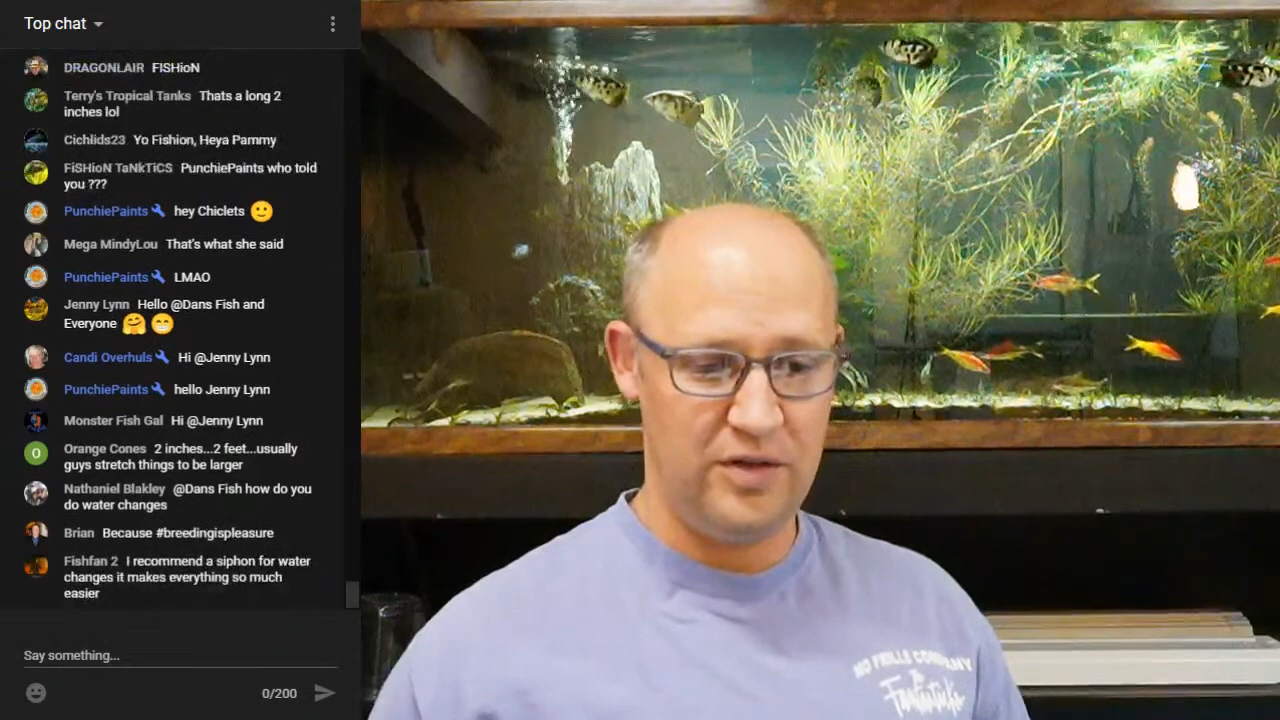 Top chat
DRAGONLAIR FISHioN
Terry's Tropical Tanks Thats a long 2
inches lol
Cichlids23 Yo Fishion, Heya Pammy
FiSHioN TaNkTiCS PunchiePaints who told
you ???
PunchiePaints hey Chiclets 🙂
Mega MindyLou That's what she said
PunchiePaints LMAO
Jenny Lynn Hello @Dans Fish and
Everyone 🤗 😁
Candi Overhuls Hi @Jenny Lynn
PunchiePaints hello Jenny Lynn
Monster Fish Gal Hi @Jenny Lynn
O
Orange Cones 2 inches...2 feet...usually
guys stretch things to be larger
Nathaniel Blakley @Dans Fish how do you
do water changes
Brian Because #breedingispleasure
Fishfan 2 I recommend a siphon for water
changes it makes everything so much
easier
Say something...
0/200
NO FRILLS COMPANY